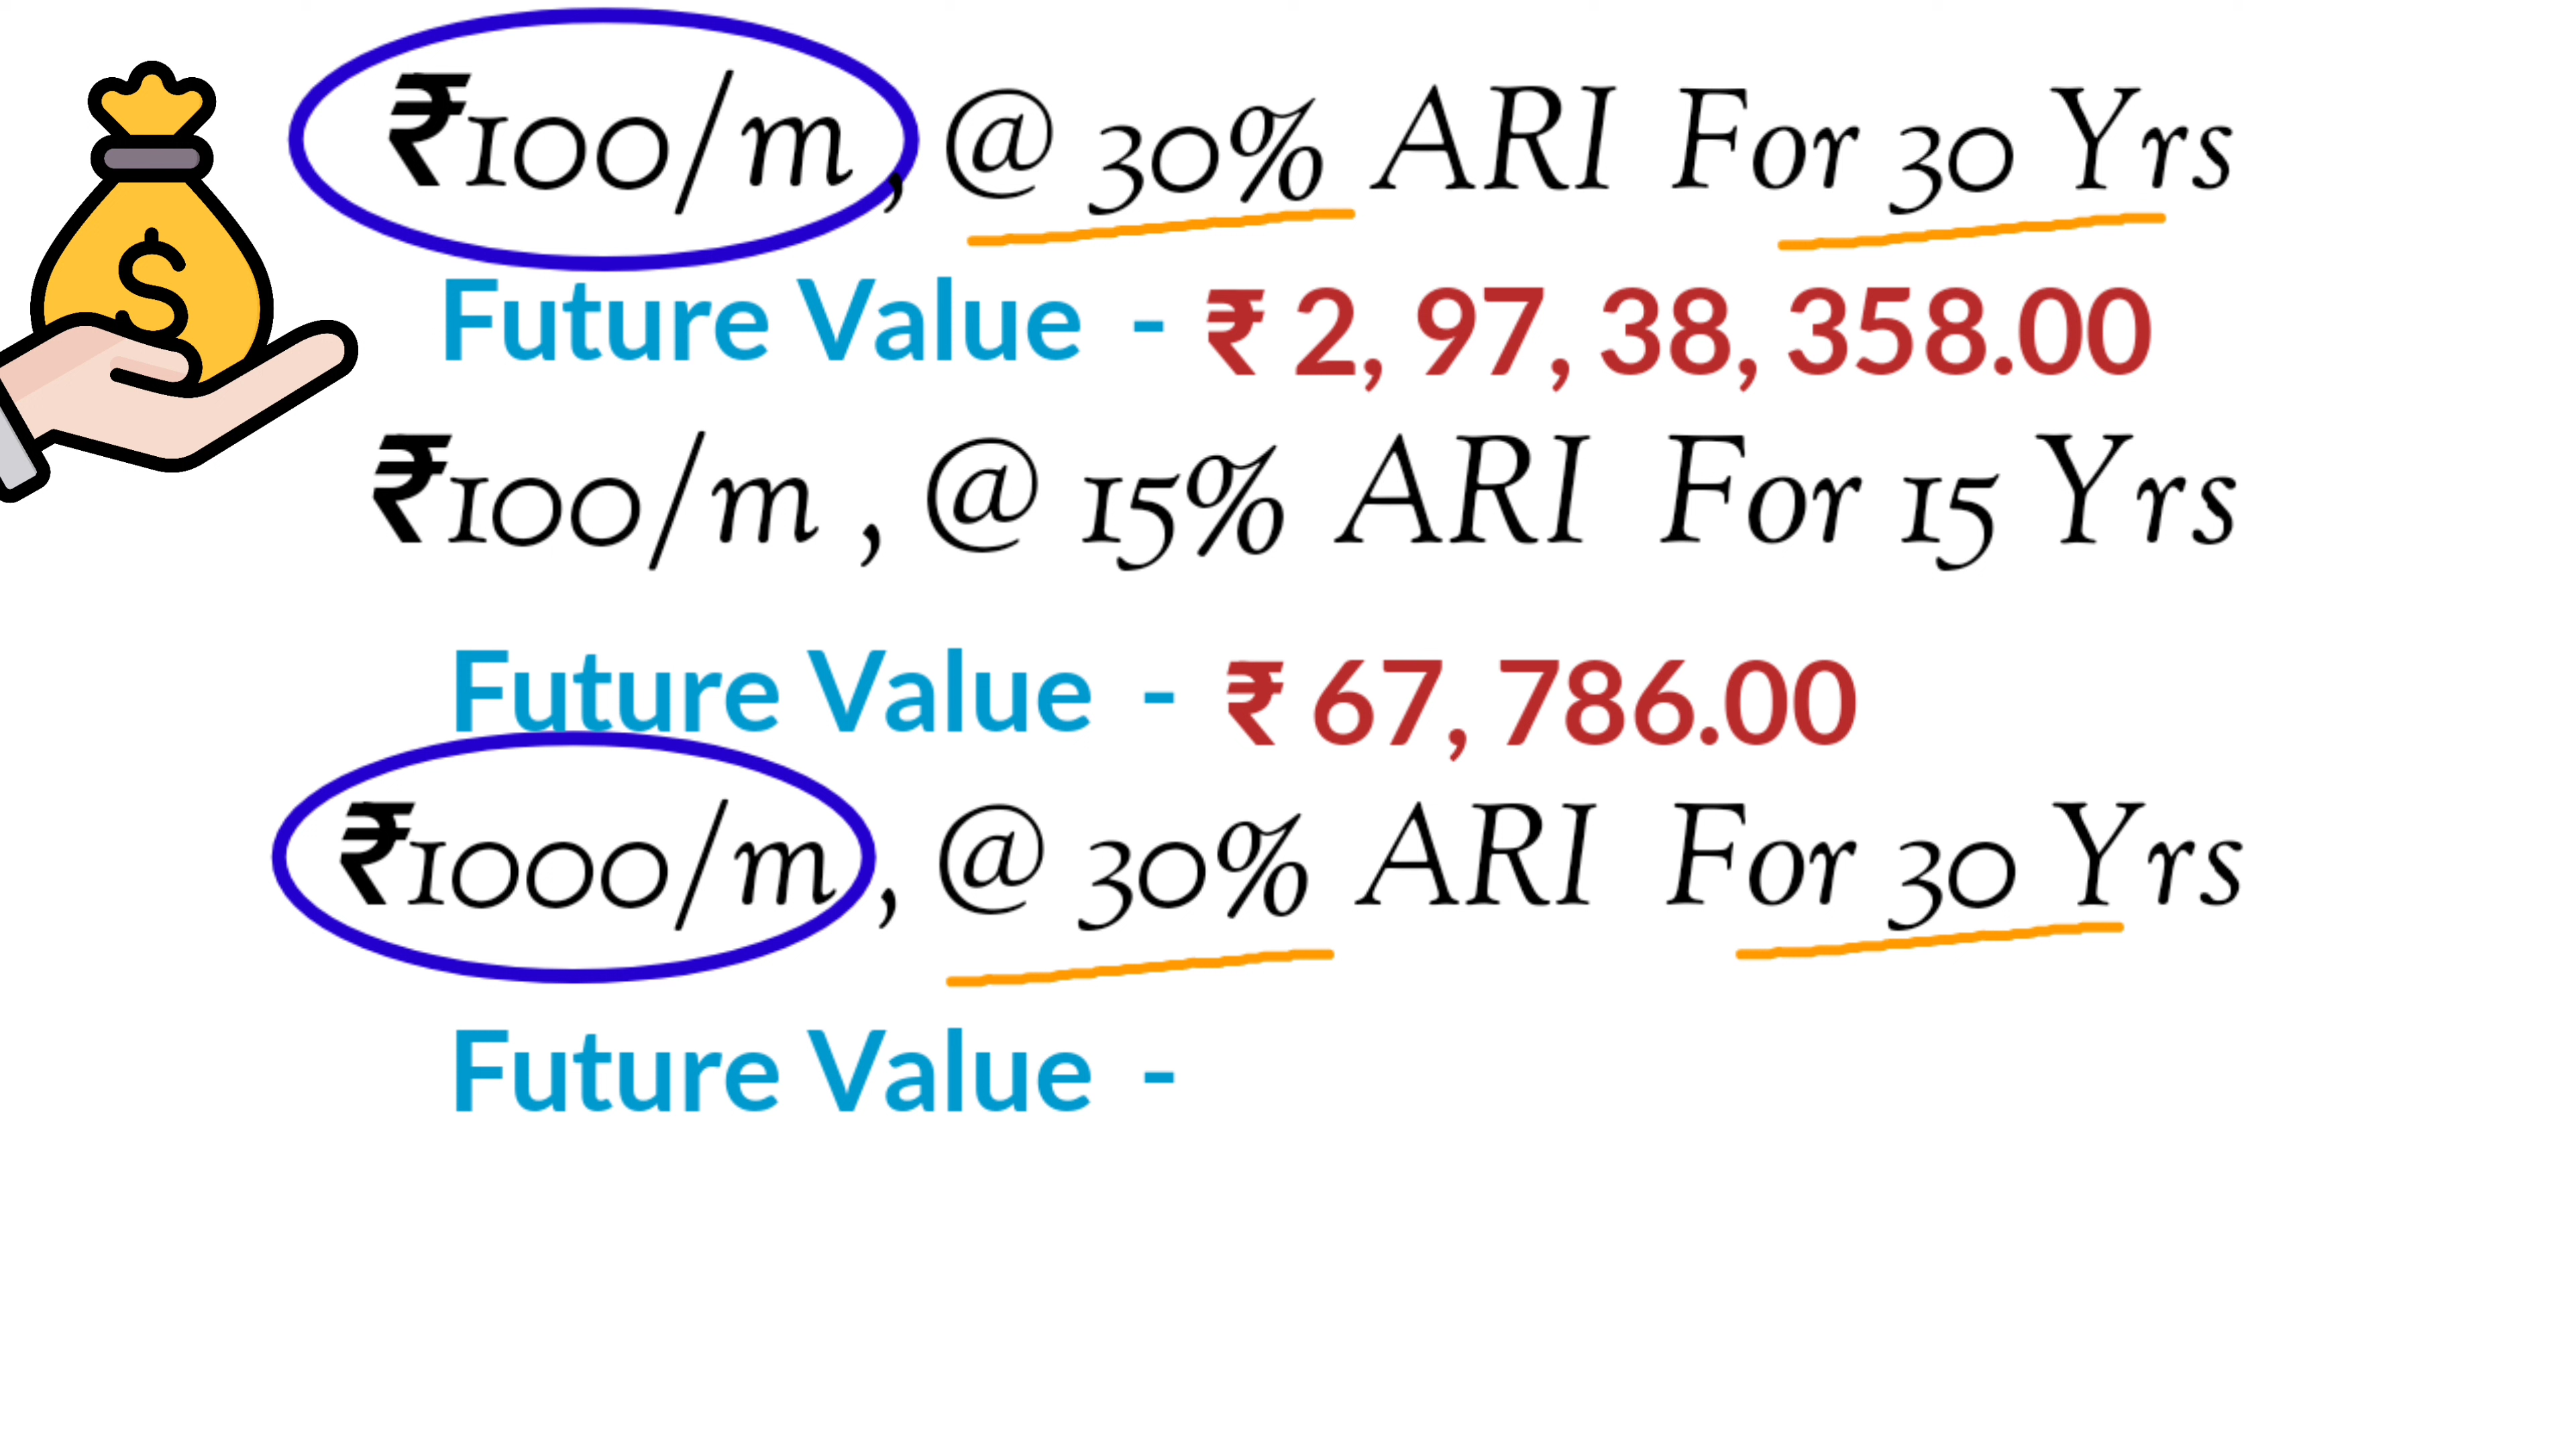 ₹100/m, @ 30% ARI For 30 Yrs
$
Future Value - ₹ 2, 97, 38, 358.00
₹100/m , @ 15% ARI For 15 Yrs
Future Value - ₹ 67, 786.00
₹1000/m , @ 30% ARI For 30 Yrs
Future Value -